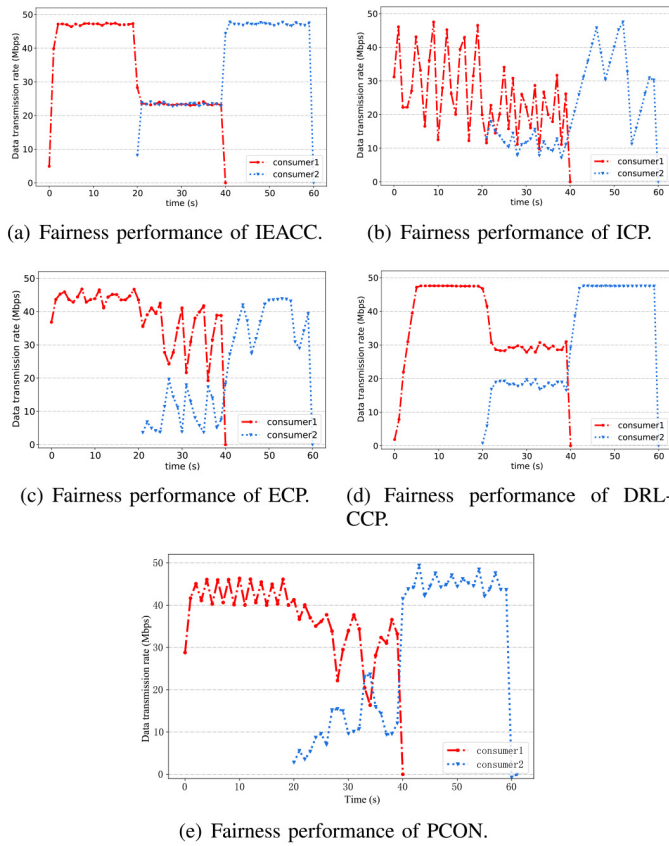 Data transmission rate (Mbps)
50
40
30
20
10
0
consumer1
consumer2
0 10 20 30 40 50 60
time (s)
(a) Fairness performance of IEACC.
Data transmission rate (Mbps)
50
40
30
20
10
0
consumer1
consumer2
0 10 20 30 40 50 60
time (s)
(b) Fairness performance of ICP.
Data transmission rate (Mbps)
50
40
30
20
10
0
consumer1
consumer2
0 10 20 30 40 50 60
time (s)
(c) Fairness performance of ECP.
Data transmission rate (Mbps)
50
40
30
20
10
0
consumer1
consumer2
0 10 20 30 40 50 60
time (s)
(d) Fairness performance of DRL-
CCP.
Data transmission rate (Mbps)
50
40
30
20
10
0
consumer1
consumer2
0 10 20 30 40 50 60
Time (s)
(e) Fairness performance of PCON.